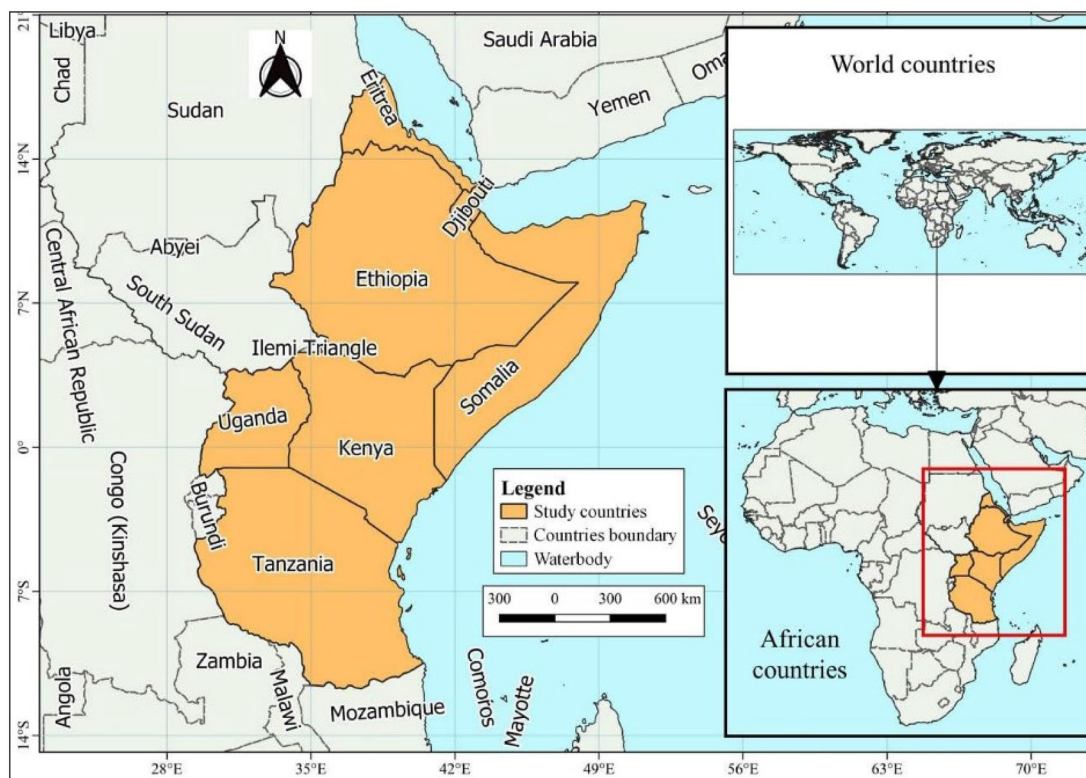 21°
14°N
7°N
0°
7°S
14°S
28°E
35°E
42°E
49°E
56°E
63°E
70°E
N
Libya
Chad
Sudan
Eritrea
Saudi Arabia
Oma
Yemen
Djibouti
Abyei
Ethiopia
Central African Republic
South Sudan
Ilemi Triangle
Somalia
Uganda
Kenya
Congo (Kinshasa)
Burundi
Tanzania
Seyc
Zambia
Malawi
Angola
Mozambique
Comoros
Mayotte
Legend
Study countries
Countries boundary
Waterbody
300 0 300 600 km
World countries
African
countries